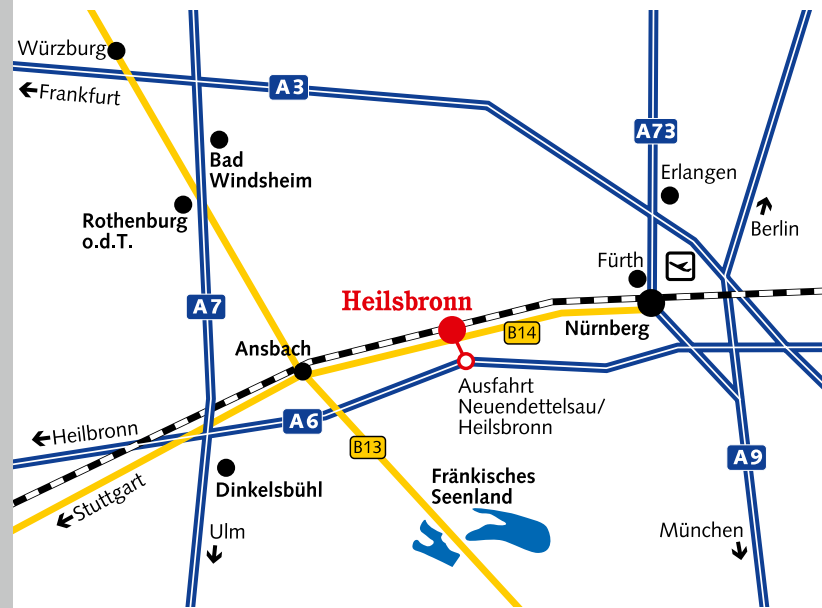 Würzburg
Frankfurt
A3
A73
Bad
Windsheim
Erlangen
Rothenburg
o.d.T.
Berlin
Fürth
A7
Heilsbronn
B14
Nürnberg
Ansbach
Ausfahrt
Neuendettelsau/
Heilsbronn
A6
Heilbronn
B13
A9
Fränkisches
Seenland
Dinkelsbühl
Stuttgart
Ulm
München